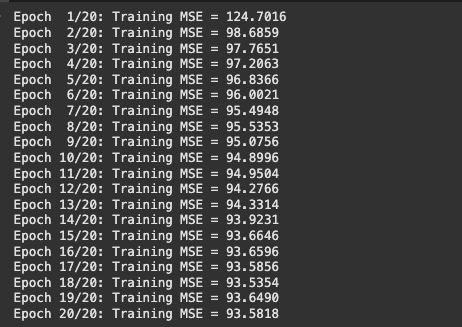 Epoch  1/20: Training MSE = 124.7016
Epoch  2/20: Training MSE = 98.6859
Epoch  3/20: Training MSE = 97.7651
Epoch  4/20: Training MSE = 97.2063
Epoch  5/20: Training MSE = 96.8366
Epoch  6/20: Training MSE = 96.0021
Epoch  7/20: Training MSE = 95.4948
Epoch  8/20: Training MSE = 95.5353
Epoch  9/20: Training MSE = 95.0756
Epoch 10/20: Training MSE = 94.8996
Epoch 11/20: Training MSE = 94.9504
Epoch 12/20: Training MSE = 94.2766
Epoch 13/20: Training MSE = 94.3314
Epoch 14/20: Training MSE = 93.9231
Epoch 15/20: Training MSE = 93.6646
Epoch 16/20: Training MSE = 93.6596
Epoch 17/20: Training MSE = 93.5856
Epoch 18/20: Training MSE = 93.5354
Epoch 19/20: Training MSE = 93.6490
Epoch 20/20: Training MSE = 93.5818